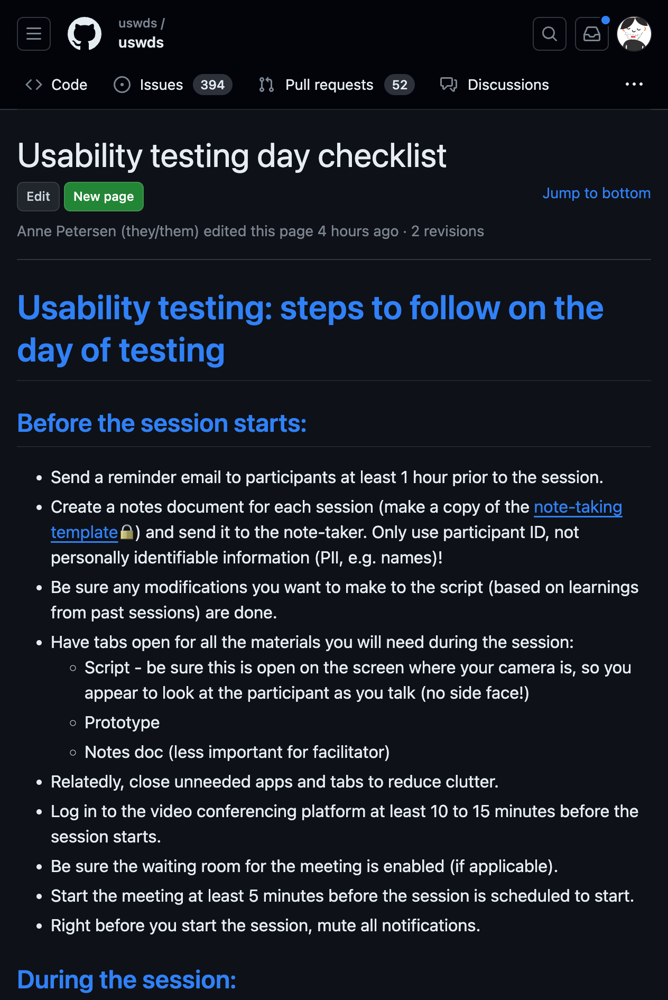 uswds /
uswds
Code
Issues 394
Pull requests 52
Discussions
Usability testing day checklist
Edit
New page
Jump to bottom
Anne Petersen (they/them) edited this page 4 hours ago · 2 revisions
Usability testing: steps to follow on the
day of testing
Before the session starts:
• Send a reminder email to participants at least 1 hour prior to the session.
• Create a notes document for each session (make a copy of the note-taking
template🔒) and send it to the note-taker. Only use participant ID, not
personally identifiable information (PII, e.g. names)!
• Be sure any modifications you want to make to the script (based on learnings
from past sessions) are done.
• Have tabs open for all the materials you will need during the session:
◦ Script - be sure this is open on the screen where your camera is, so you
appear to look at the participant as you talk (no side face!)
◦ Prototype
◦ Notes doc (less important for facilitator)
• Relatedly, close unneeded apps and tabs to reduce clutter.
• Log in to the video conferencing platform at least 10 to 15 minutes before the
session starts.
• Be sure the waiting room for the meeting is enabled (if applicable).
• Start the meeting at least 5 minutes before the session is scheduled to start.
• Right before you start the session, mute all notifications.
During the session: